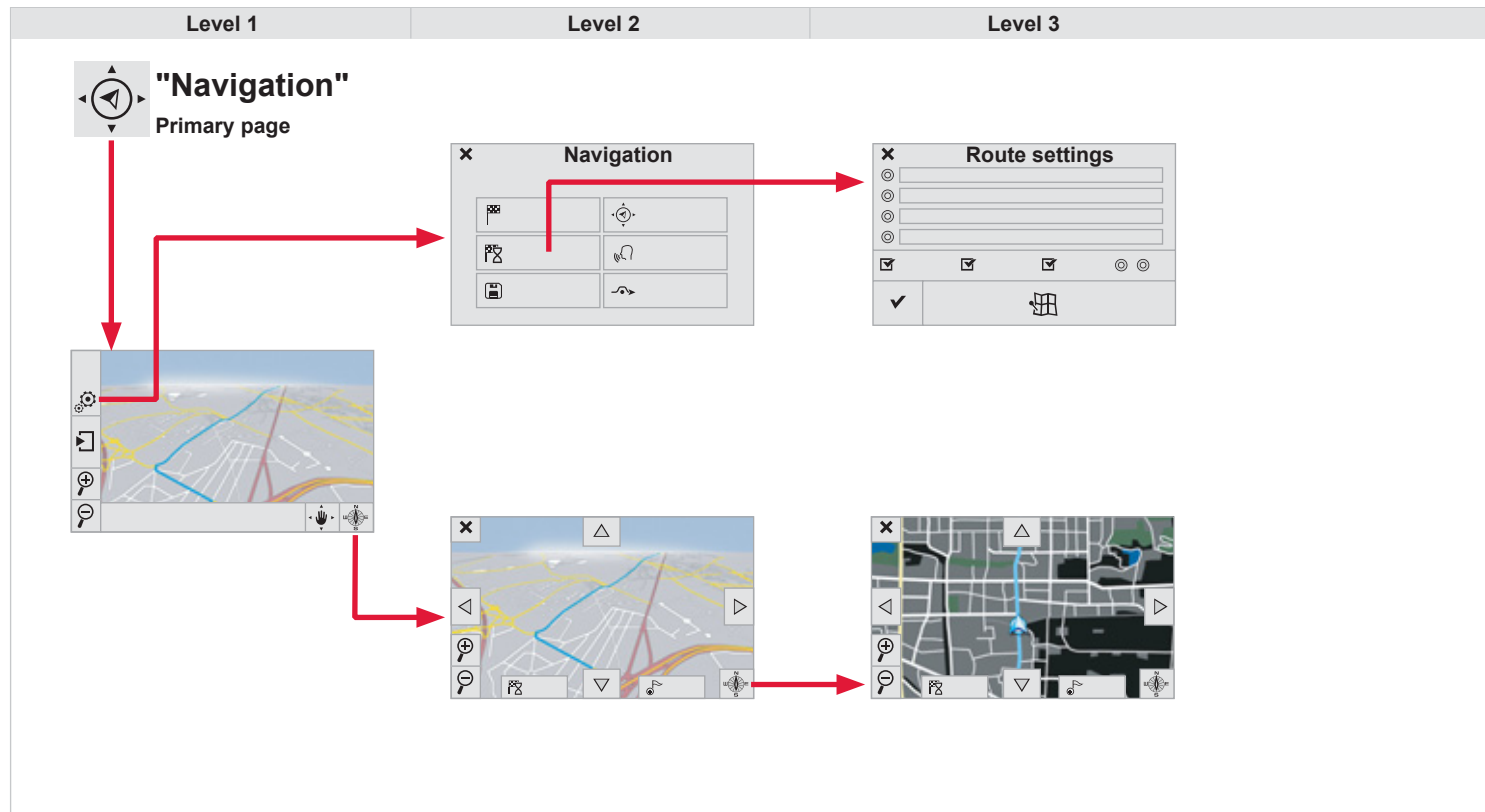 Level 1
Level 2
Level 3
"Navigation"
Primary page
Navigation
Route settings
N
S
N
S
N
S